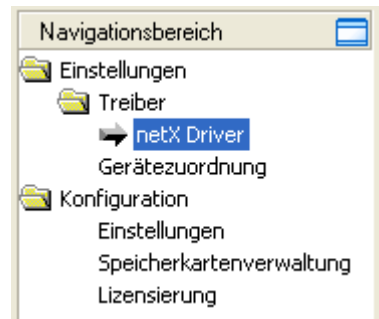 Navigationsbereich
Einstellungen
Treiber
netX Driver
Gerätezuordnung
Konfiguration
Einstellungen
Speicherkartenverwaltung
Lizensierung